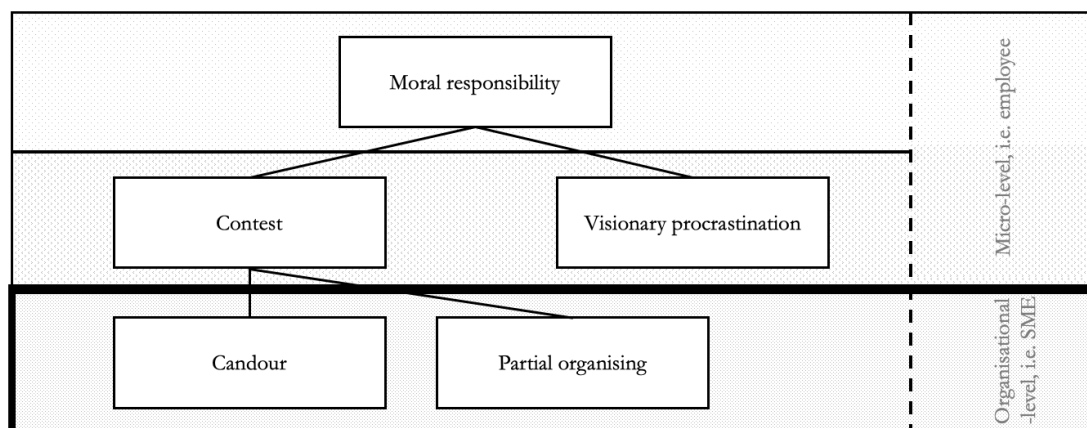 Moral responsibility
Micro-level, i.e. employee
Contest
Visionary procrastination
Candour
Partial organising
Organisational
-level, i.e. SME